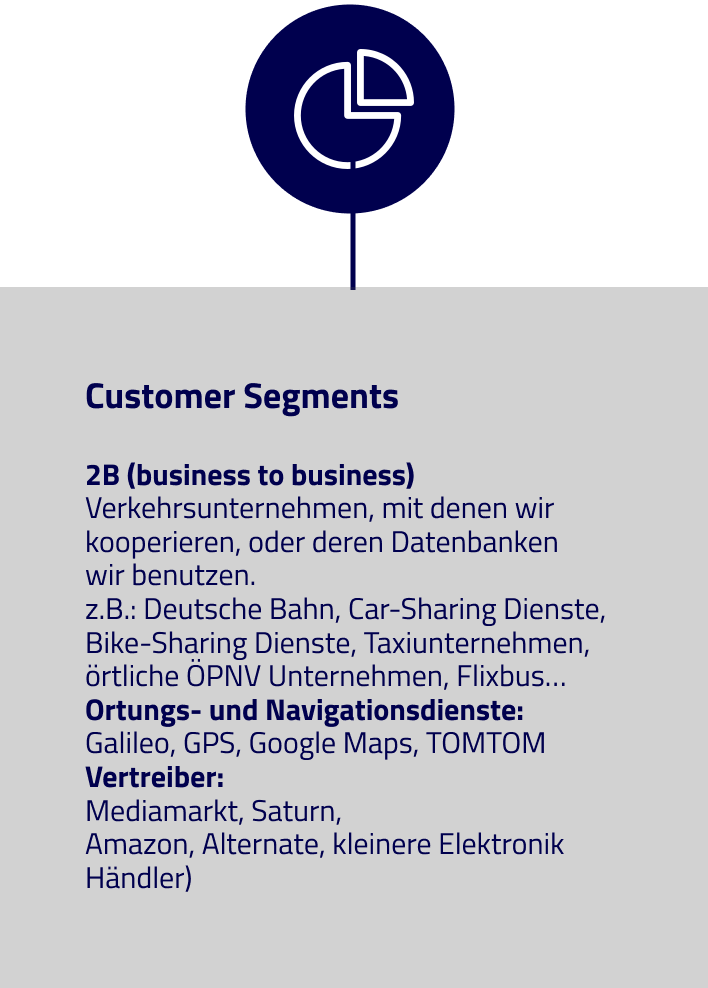 Customer Segments
2B (business to business)
Verkehrsunternehmen, mit denen wir
kooperieren, oder deren Datenbanken
wir benutzen.
z.B.: Deutsche Bahn, Car-Sharing Dienste,
Bike-Sharing Dienste, Taxiunternehmen,
örtliche ÖPNV Unternehmen, Flixbus...
Ortungs- und Navigationsdienste:
Galileo, GPS, Google Maps, TOMTOM
Vertreiber:
Mediamarkt, Saturn,
Amazon, Alternate, kleinere Elektronik
Händler)